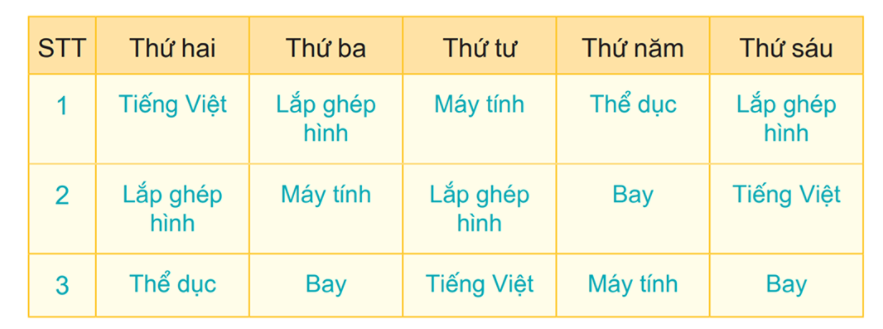 STT Thứ hai Thứ ba Thứ tư Thứ năm Thứ sáu
1 Tiếng Việt Lắp ghép hình Máy tính Thể dục Lắp ghép hình
2 Lắp ghép hình Máy tính Lắp ghép hình Bay Tiếng Việt
3 Thể dục Bay Tiếng Việt Máy tính Bay